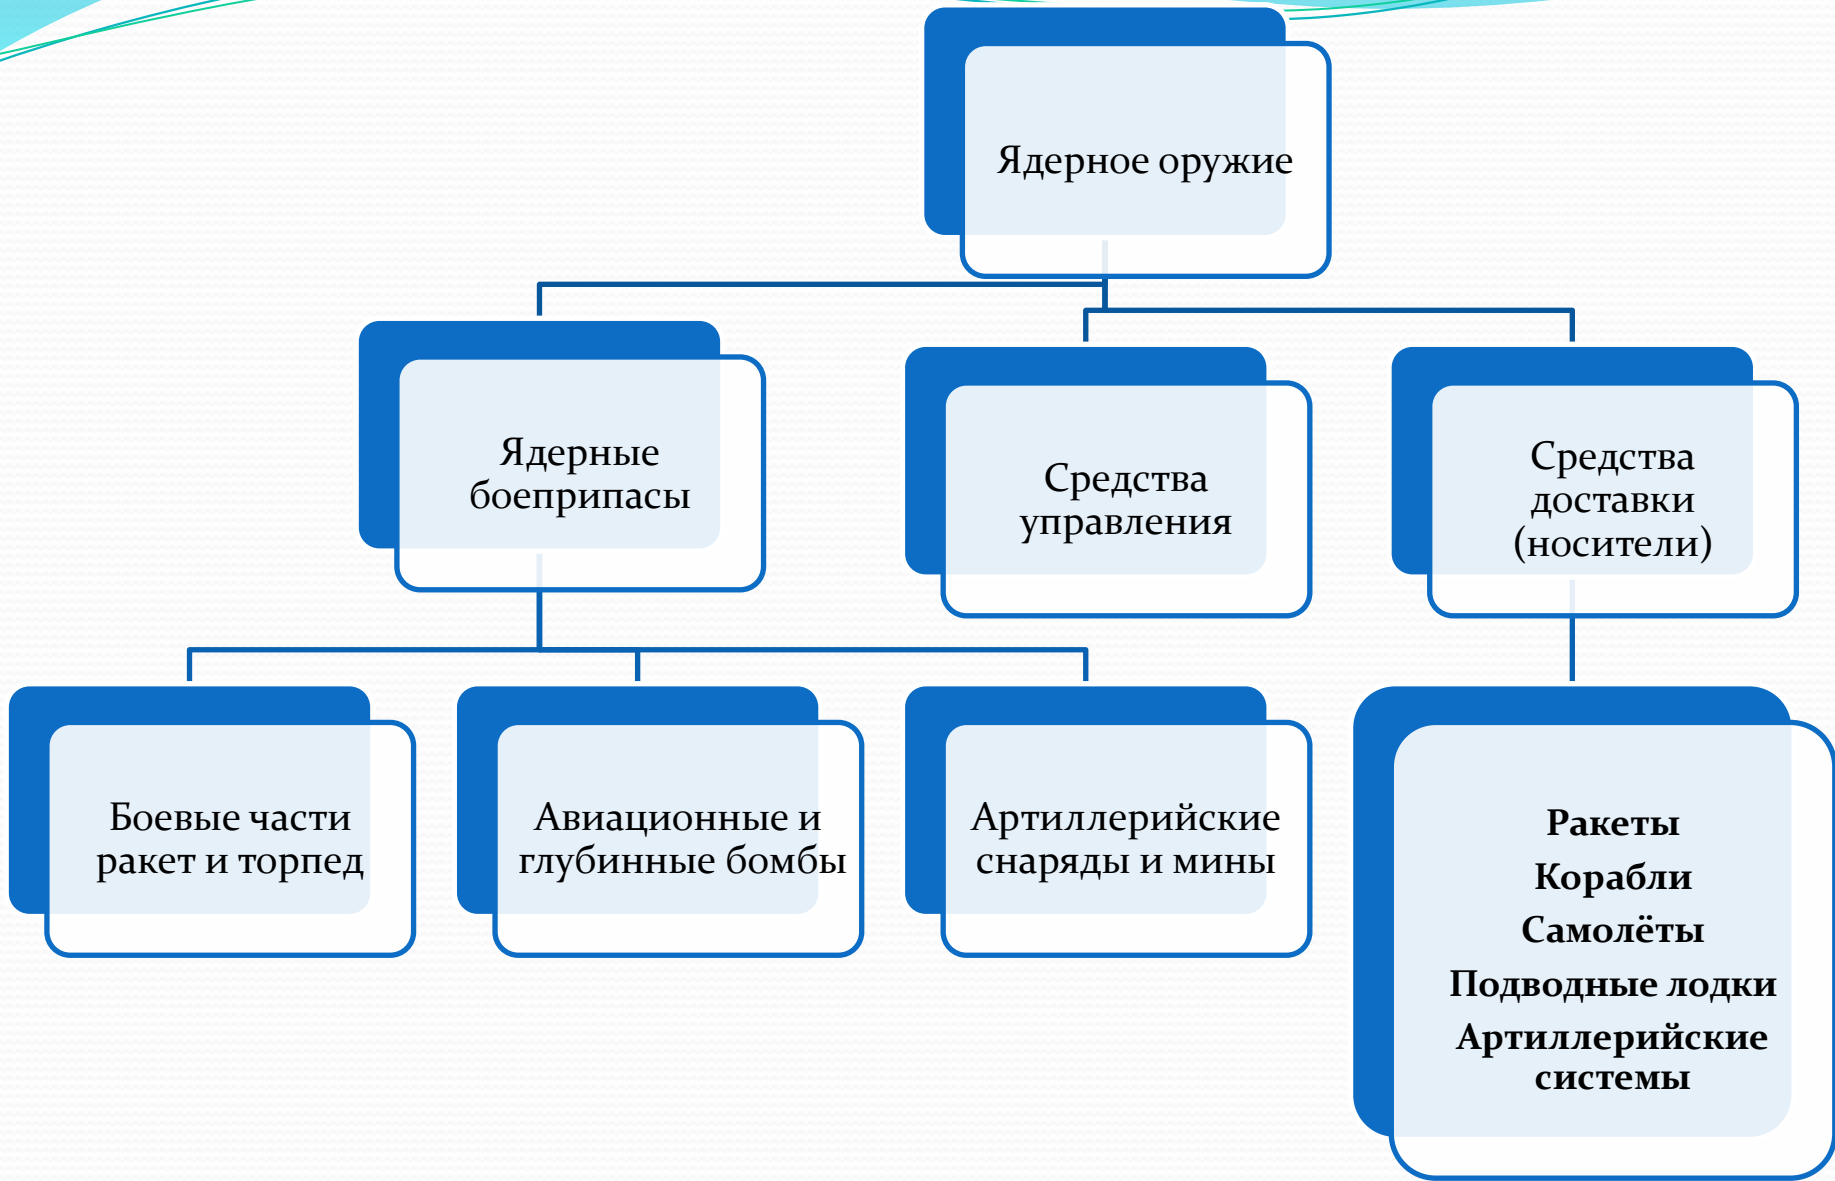 Ядерное оружие
Ядерные
боеприпасы
Средства
управления
Средства
доставки
(носители)
Боевые части
ракет и торпед
Авиационные и
глубинные бомбы
Артиллерийские
снаряды и мины
Ракеты
Корабли
Самолёты
Подводные лодки
Артиллерийские
системы